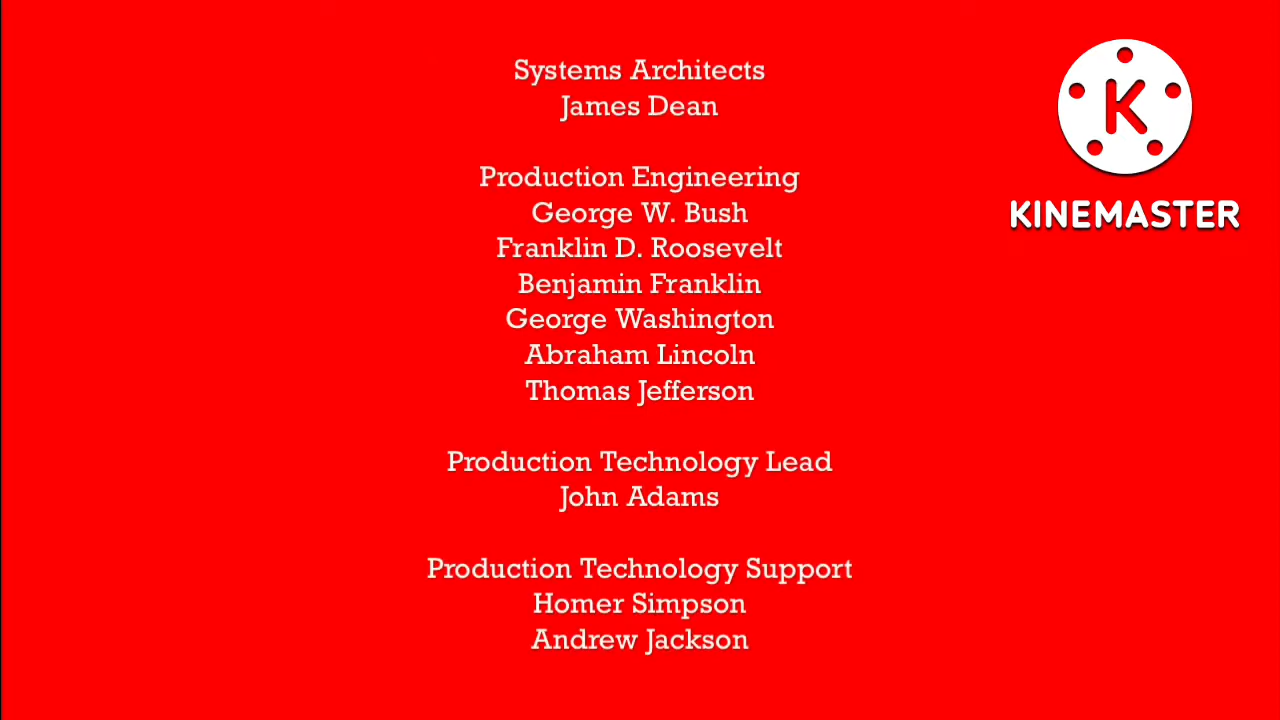 Systems Architects
James Dean
Production Engineering
George W. Bush
Franklin D. Roosevelt
Benjamin Franklin
George Washington
Abraham Lincoln
Thomas Jefferson
Production Technology Lead
John Adams
Production Technology Support
Homer Simpson
Andrew Jackson
K
KINEMASTER